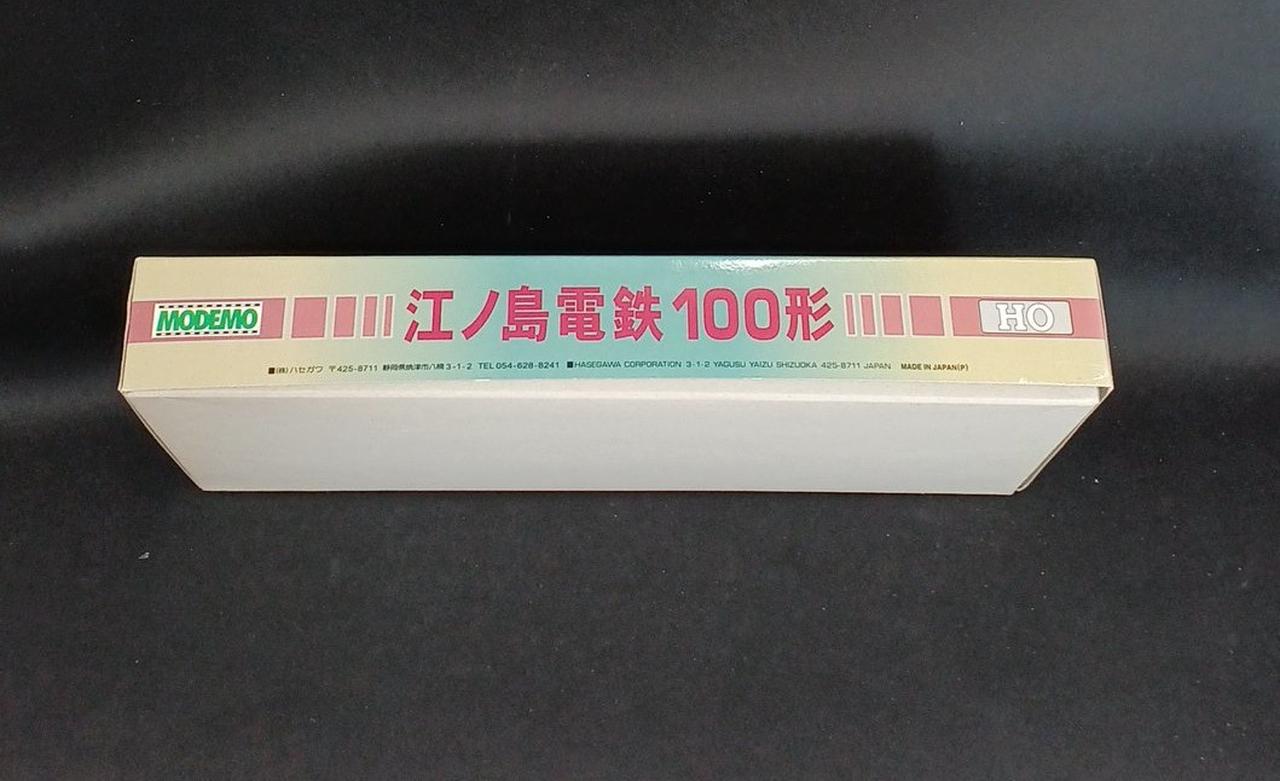 MODEMO
江ノ島電鉄100形
HO
■(株)ハセガワ 〒425-8711 静岡県焼津市八楠3-1-2 TEL 054-628-8241 ■HASEGAWA CORPORATION 3-1-2 YAGUSU YAIZU SHIZUOKA 425-8711 JAPAN MADE IN JAPAN(P)